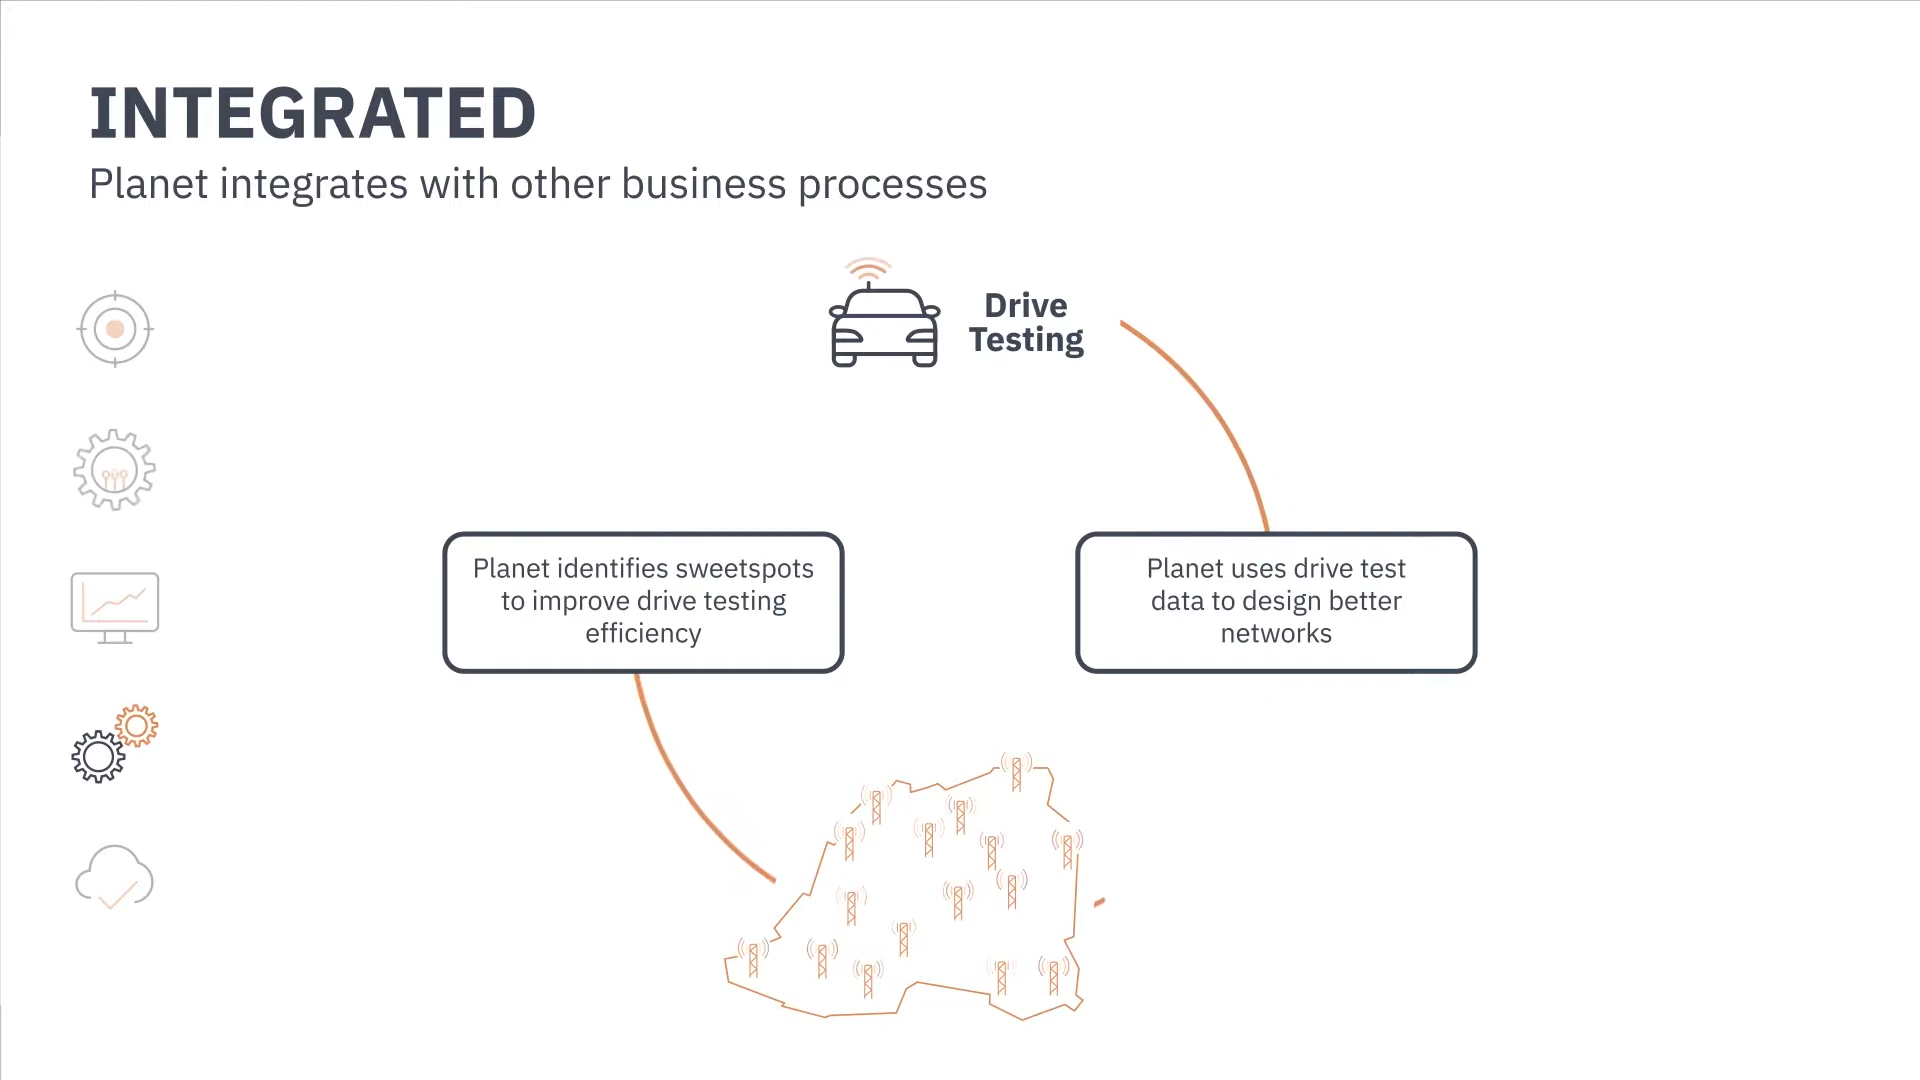 INTEGRATED
Planet integrates with other business processes
Drive
Testing
Planet identifies sweetspots
to improve drive testing
efficiency
Planet uses drive test
data to design better
networks